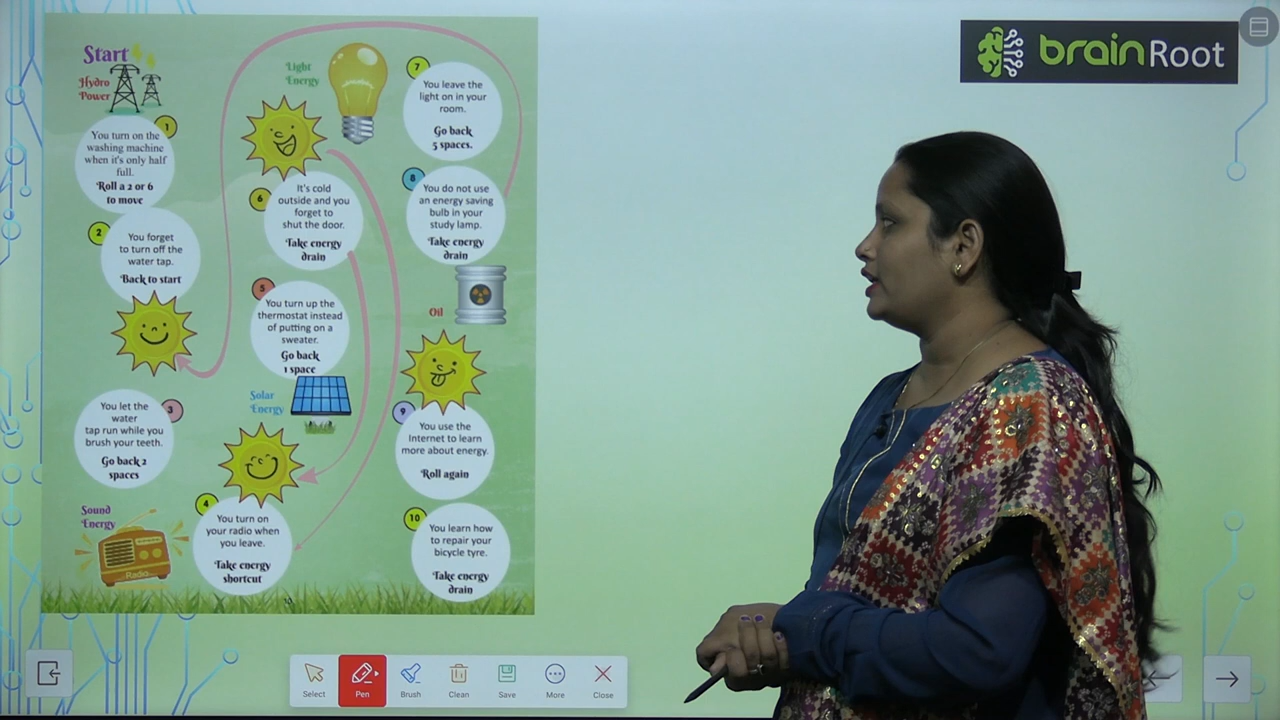 Start
Hydro
Power
1
You turn on the
washing machine
when it's only half
full.
Roll a 2 or 6
to move
2
You forget
to turn off the
water tap.
Back to start
3
You let the
water
tap run while you
brush your teeth.
Go back 2
spaces
Sound
Energy
Radio
Light
Energy
6
It's cold
outside and you
forget to
shut the door.
Take energy
drain
5
You turn up the
thermostat instead
of putting on a
sweater.
Go back
1 space
Solar
Energy
4
You turn on
your radio when
you leave.
Take energy
shortcut
7
You leave the
light on in your
room.
Go back
5 spaces.
8
You do not use
an energy saving
bulb in your
study lamp.
Take energy
drain
Oil
9
You use the
Internet to learn
more about energy.
Roll again
10
You learn how
to repair your
bicycle tyre.
Take energy
drain
brainRoot
Select
Pen
Brush
Clean
Save
More
Close